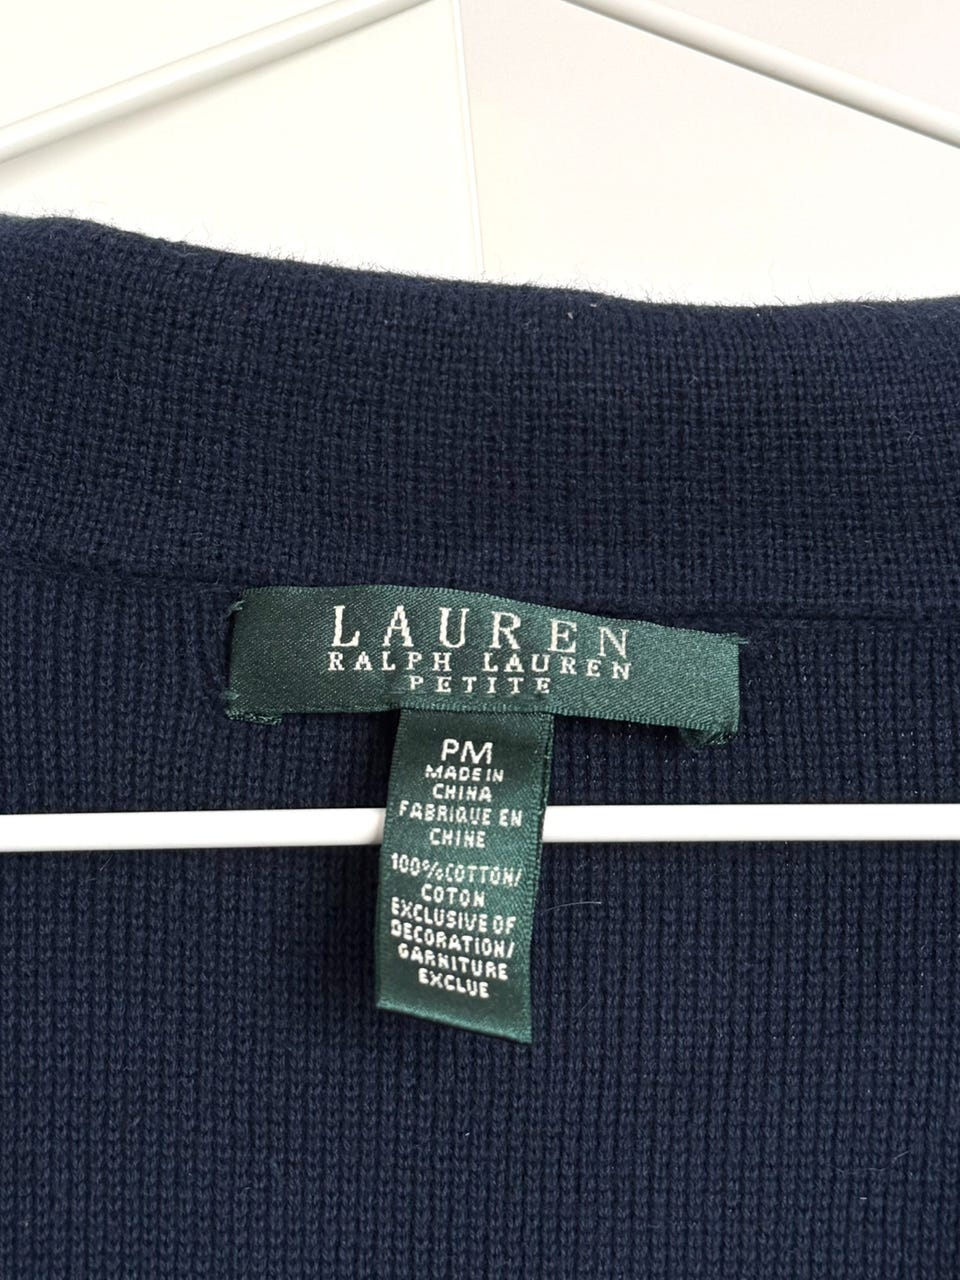 LAUREN
RALPH LAUREN
PETITE
PM
MADE IN
CHINA
FABRIQUE EN
CHINE
100% COTTON/
COTON
EXCLUSIVE OF
DECORATION/
GARNITURE
EXCLUE